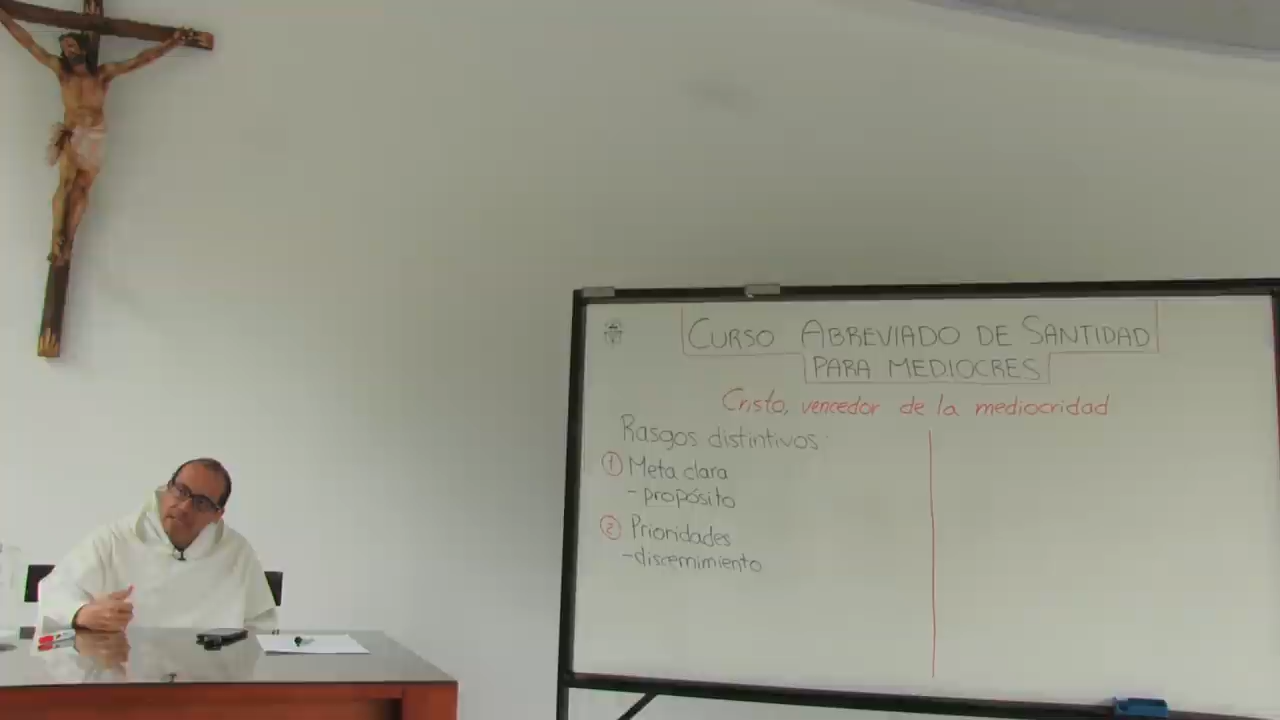 CURSO ABREVIADO DE SANTIDAD
PARA MEDIOCRES
Cristo, vencedor de la mediocridad
Rasgos distintivos:
① Meta clara
- propósito
② Prioridades
- discernimiento